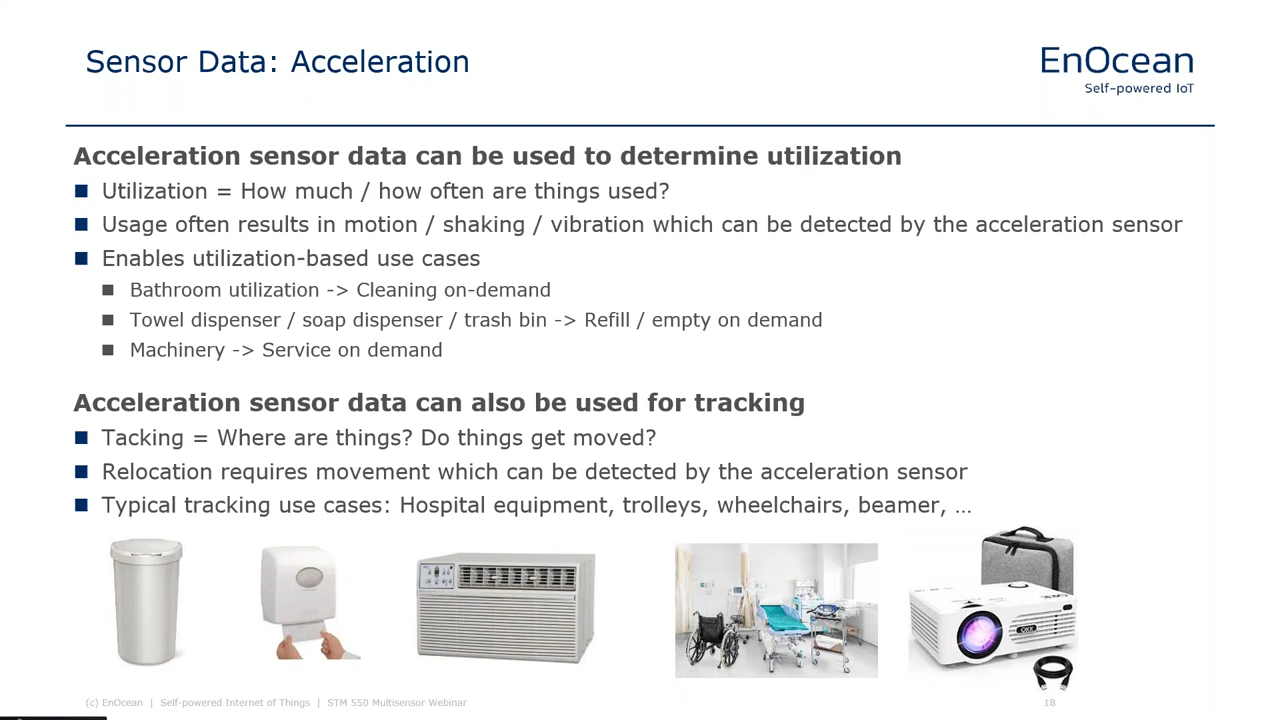 Sensor Data: Acceleration
EnOcean
Self-powered IoT
Acceleration sensor data can be used to determine utilization
Utilization = How much / how often are things used?
Usage often results in motion / shaking / vibration which can be detected by the acceleration sensor
Enables utilization-based use cases
Bathroom utilization -> Cleaning on-demand
Towel dispenser / soap dispenser / trash bin -> Refill / empty on demand
Machinery -> Service on demand
Acceleration sensor data can also be used for tracking
Tacking = Where are things? Do things get moved?
Relocation requires movement which can be detected by the acceleration sensor
Typical tracking use cases: Hospital equipment, trolleys, wheelchairs, beamer, …
(c) EnOcean | Self-powered Internet of Things | STM 550 Multisensor Webinar
18